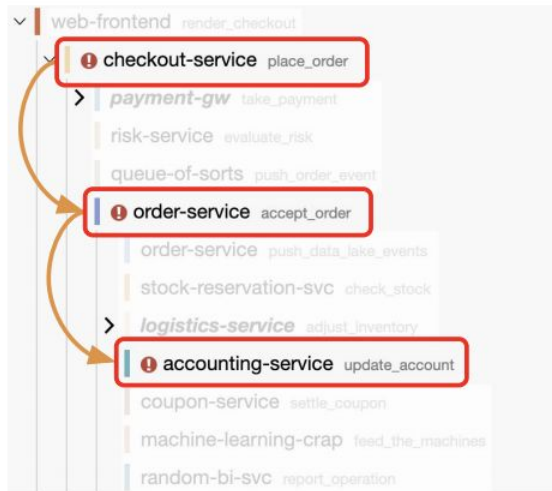 web-frontend render_checkout
checkout-service place_order
payment-gw take_payment
risk-service evaluate_risk
queue-of-sorts push_order_event
order-service accept_order
order-service push_data_lake_events
stock-reservation-svc check_stock
logistics-service adjust_inventory
accounting-service update_account
coupon-service settle_coupon
machine-learning-crap feed_the_machines
random-bi-svc report_operation